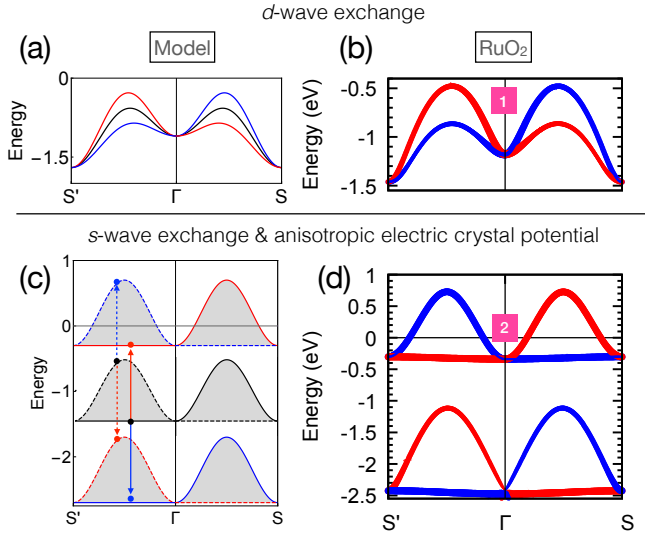 d-wave exchange
(a) Model
(b) RuO₂
0
−1.5
Energy
S' Γ S
-0.5
-1
-1.5
Energy (eV)
1
s-wave exchange & anisotropic electric crystal potential
(c)
1
0
−1
−2
Energy
S' Γ S
(d)
1
0.5
0
-0.5
-1
-1.5
-2
-2.5
Energy (eV)
2
S' Γ S